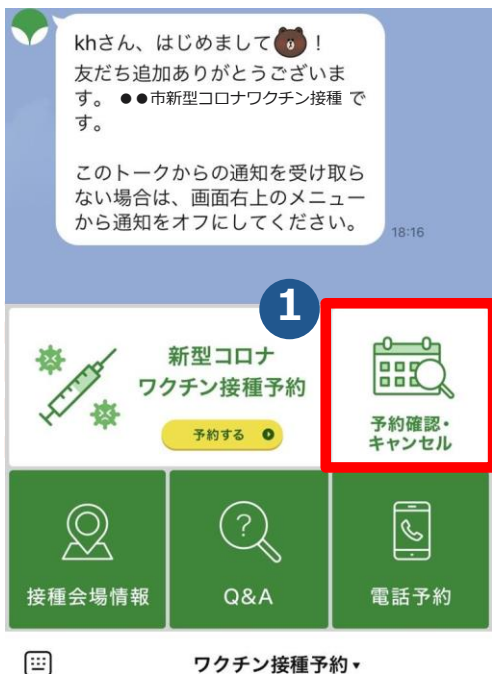 khさん、はじめまして！
友だち追加ありがとうございま
す。 ●●市新型コロナワクチン接種 で
す。
このトークからの通知を受け取ら
ない場合は、画面右上のメニュー
から通知をオフにしてください。
18:16
1
新型コロナ
ワクチン接種予約
予約する
予約確認・
キャンセル
接種会場情報
?
Q&A
電話予約
ワクチン接種予約▾